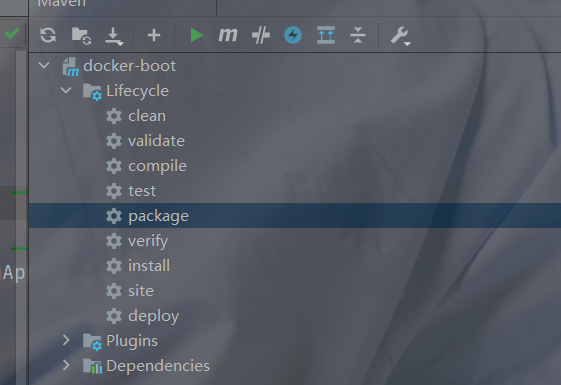 Maven
docker-boot
Lifecycle
clean
validate
compile
test
package
verify
install
site
deploy
Plugins
Dependencies
Ap